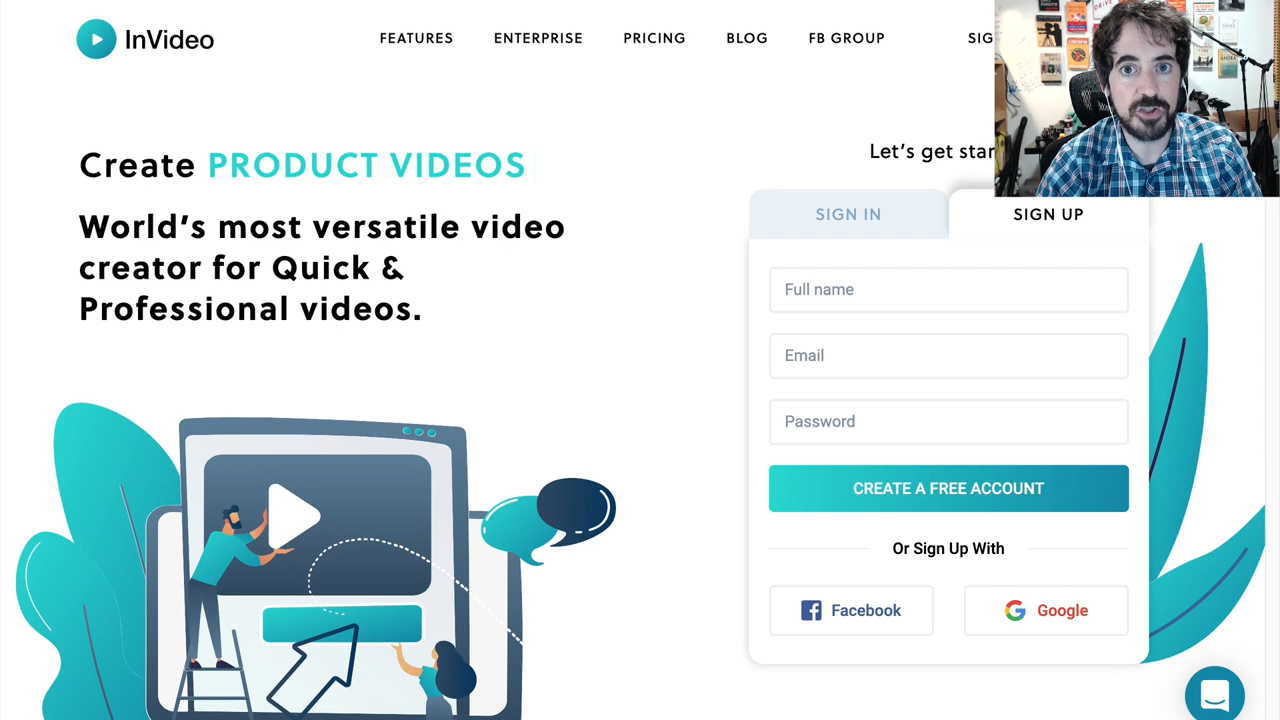 InVideo
FEATURES
ENTERPRISE
PRICING
BLOG
FB GROUP
Create PRODUCT VIDEOS
World's most versatile video
creator for Quick &
Professional videos.
SIGN IN
SIGN UP
Full name
Email
Password
CREATE A FREE ACCOUNT
Or Sign Up With
Facebook
Google